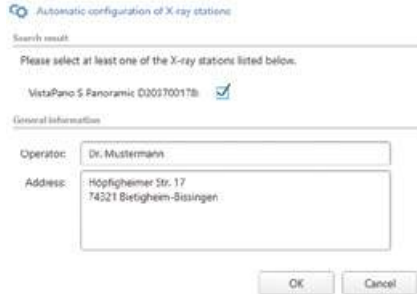 Automatic configuration of X-ray stations
Search result
Please select at least one of the X-ray stations listed below.
VistaPano S Panoramic D203700178:
General information
Operator: Dr. Mustermann
Address: Höpfigheimer Str. 17
74321 Bietigheim-Bissingen
OK Cancel